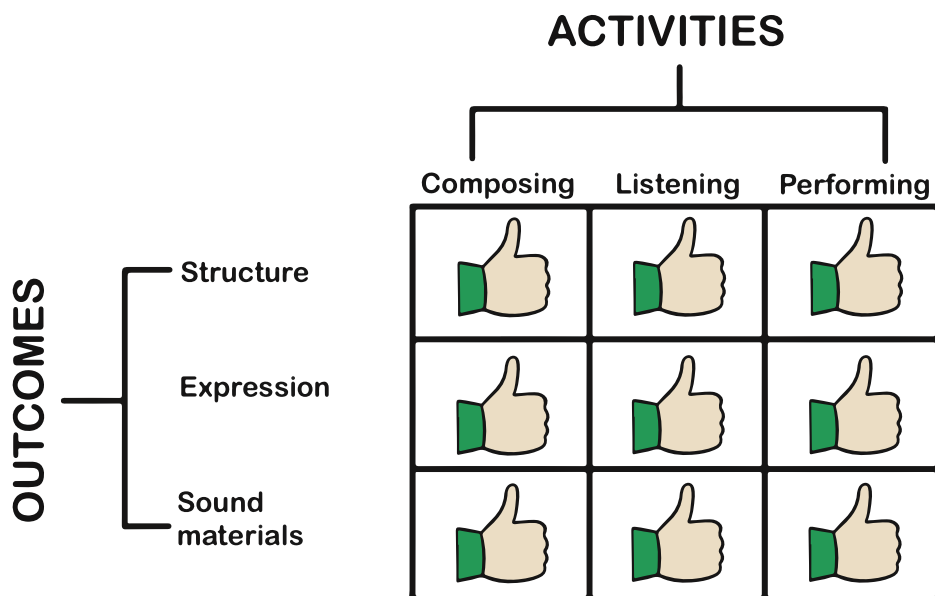 ACTIVITIES
Composing Listening Performing
OUTCOMES
Structure
Expression
Sound
materials